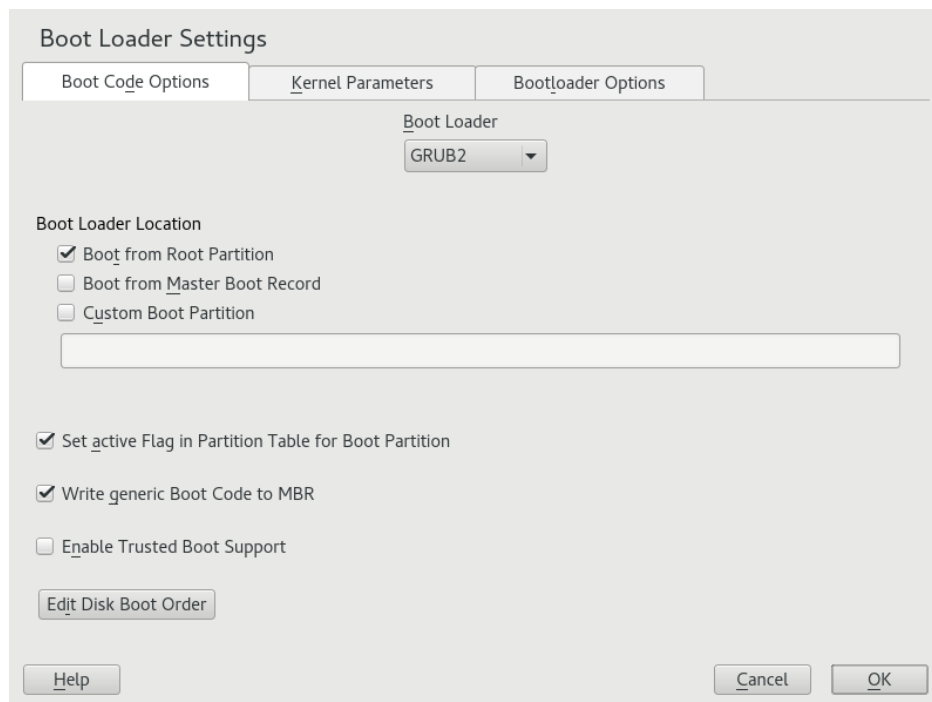 Boot Loader Settings
Boot Code Options
Kernel Parameters
Bootloader Options
Boot Loader
GRUB2
Boot Loader Location
Boot from Root Partition
Boot from Master Boot Record
Custom Boot Partition
Set active Flag in Partition Table for Boot Partition
Write generic Boot Code to MBR
Enable Trusted Boot Support
Edit Disk Boot Order
Help
Cancel
OK